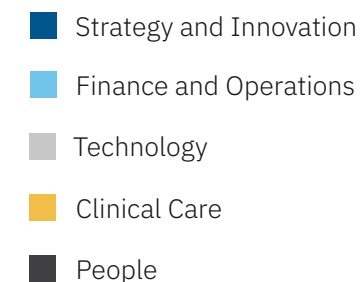 Strategy and Innovation
Finance and Operations
Technology
Clinical Care
People